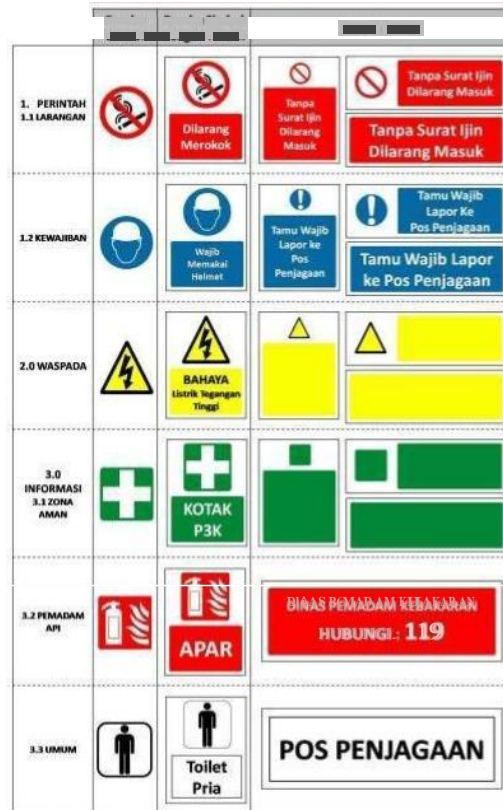 1. PERINTAH
1.1 LARANGAN
Dilarang
Merokok
Tanpa
Surat Ijin
Dilarang
Masuk
Tanpa Surat Ijin
Dilarang Masuk
Tanpa Surat Ijin
Dilarang Masuk
1.2 KEWAJIBAN
Wajib
Memakai
Helmet
Tamu Wajib
Lapor ke
Pos
Penjagaan
Tamu Wajib
Lapor Ke
Pos Penjagaan
Tamu Wajib Lapor
ke Pos Penjagaan
2.0 WASPADA
BAHAYA
Listrik Tegangan
Tinggi
3.0
INFORMASI
3.1 ZONA
AMAN
KOTAK
P3K
3.2 PEMADAM
API
APAR
DINAS PEMADAM KEBAKARAN
HUBUNGI : 119
3.3 UMUM
Toilet
Pria
POS PENJAGAAN